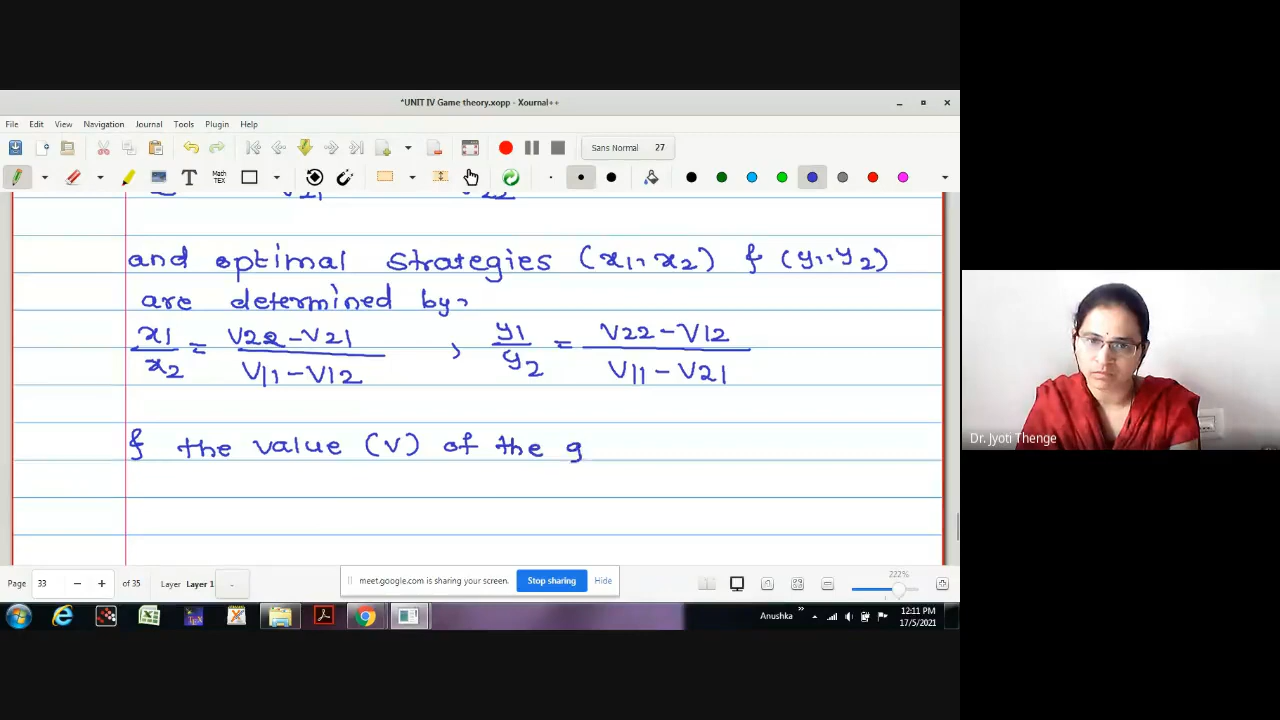 *UNIT IV Game theory.xopp - Xournal++
File Edit View Navigation Journal Tools Plugin Help
Sans Normal 27
T Math TEX
and optimal strategies (x1, x2) & (y1, y2)
are determined by,
x1/x2 = V22-V21 / V11-V12 , y1/y2 = V22-V12 / V11-V21
& the value (V) of the g
Dr. Jyoti Thenge
Page 33 of 35 Layer Layer 1
meet.google.com is sharing your screen. Stop sharing Hide
222%
Anushka
12:11 PM
17/5/2021